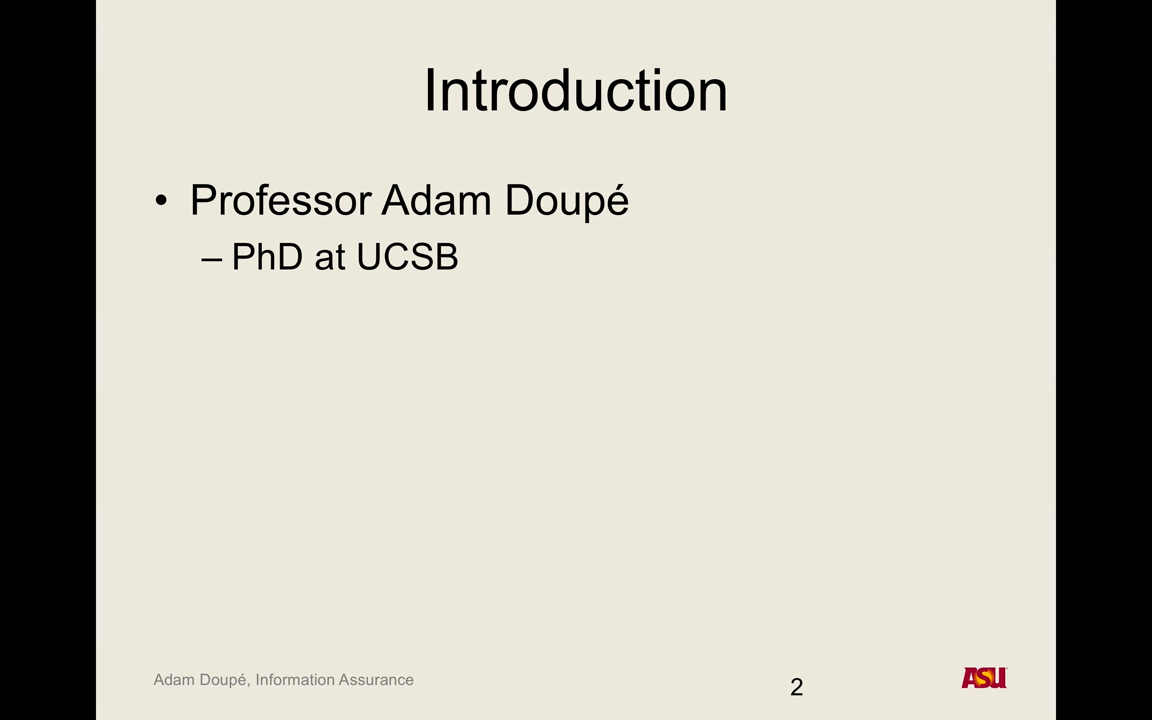 Introduction
• Professor Adam Doupé
– PhD at UCSB
Adam Doupé, Information Assurance
2
ASU